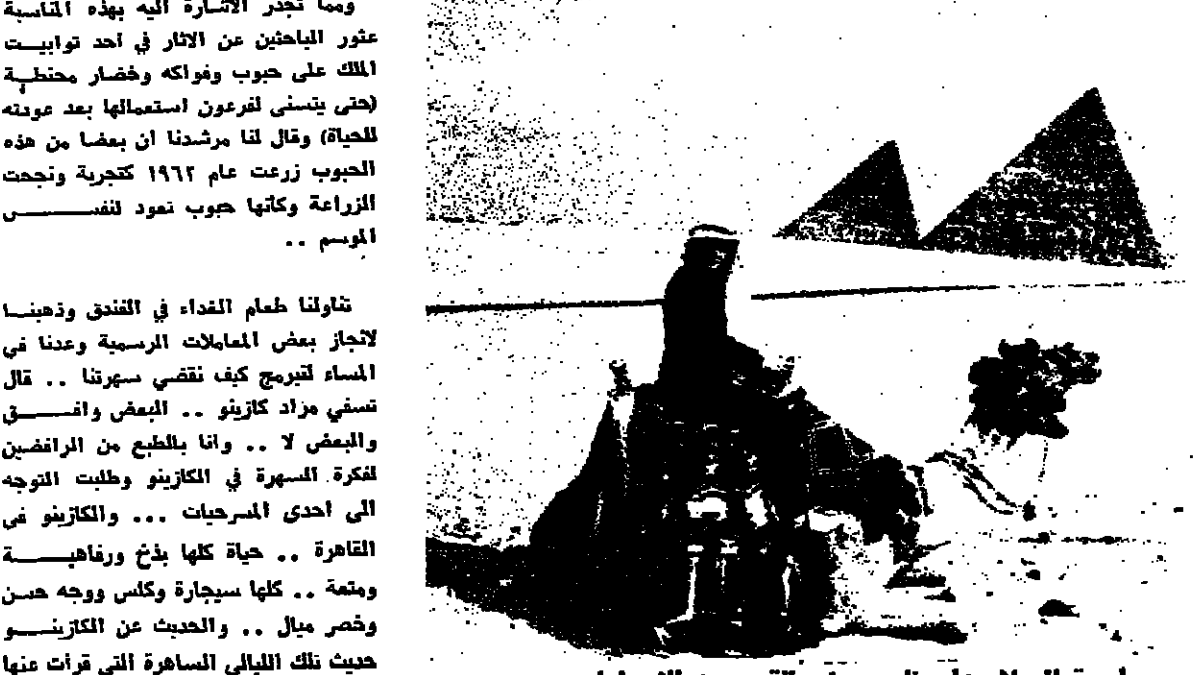 ومما تجدر الاشارة اليه بهذه المناسبة
عثور الباحثين عن الاثار في احد توابيت
الملك على حبوب وفواكه وخضار محنطة
(حتى يتسنى لفرعون استعمالها بعد عودته
للحياة) وقال لنا مرشدنا ان بعضا من هذه
الحبوب زرعت عام ١٩٦٢ كتجربة ونجحت
الزراعة وكأنها حبوب تعود لنفس
الموسم ..
تناولنا طعام الغداء في الفندق وذهبنا
لانجاز بعض المعاملات الرسمية وعدنا في
المساء لنبرمج كيف نقضي سهرتنا .. قال
نسفي مزاد كازينو .. البعض وافق
والبعض لا .. وانا بالطبع من الرافضين
لفكرة السهرة في الكازينو وطلبت التوجه
الى احدى المسرحيات ... والكازينو في
القاهرة .. حياة كلها بذخ ورفاهية
ومتعة .. كلها سيجارة وكلس ووجه حسن
وخصر ميال .. والحديث عن الكازينو
حديث تلك الليالي الساهرة التي قرأت عنها